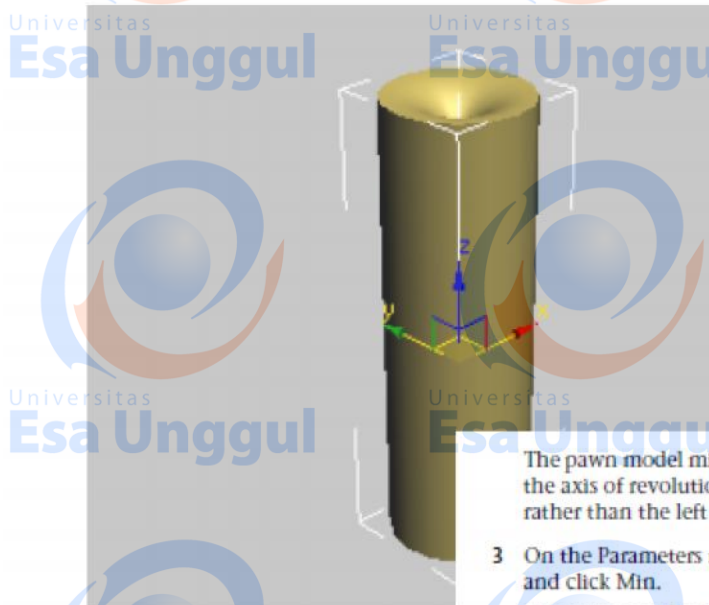 Universitas
Esa Unggul
Universitas
Esa Unggu
z
y
x
Universitas
Esa Unggul
Universitas
Esa Unggu
The pawn model m
the axis of revolutio
rather than the left
3 On the Parameters
and click Min.